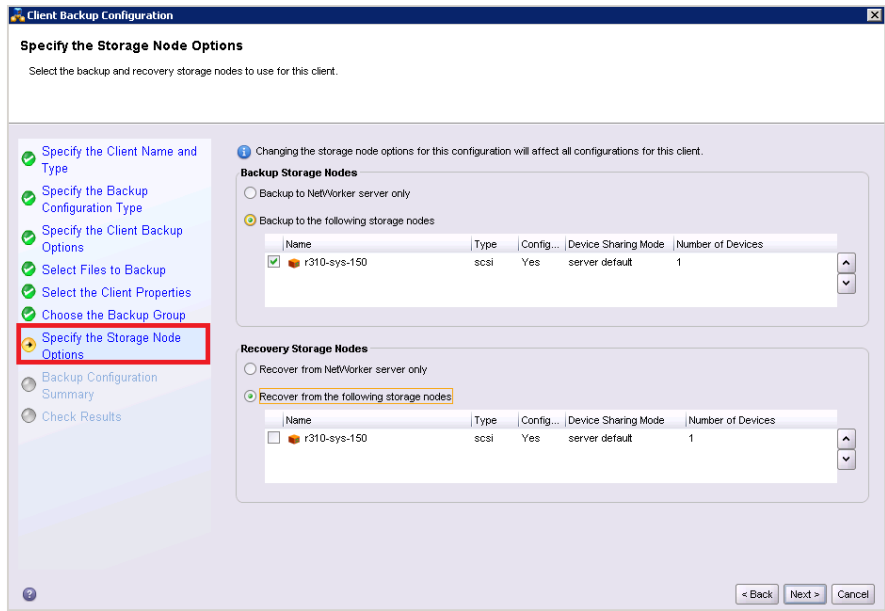 Client Backup Configuration
Specify the Storage Node Options
Select the backup and recovery storage nodes to use for this client.
Specify the Client Name and
Type
Specify the Backup
Configuration Type
Specify the Client Backup
Options
Select Files to Backup
Select the Client Properties
Choose the Backup Group
Specify the Storage Node
Options
Backup Configuration
Summary
Check Results
Changing the storage node options for this configuration will affect all configurations for this client.
Backup Storage Nodes
Backup to NetWorker server only
Backup to the following storage nodes
Name Type Config... Device Sharing Mode Number of Devices
r310-sys-150 scsi Yes server default 1
Recovery Storage Nodes
Recover from NetWorker server only
Recover from the following storage nodes
Name Type Config... Device Sharing Mode Number of Devices
r310-sys-150 scsi Yes server default 1
< Back Next > Cancel